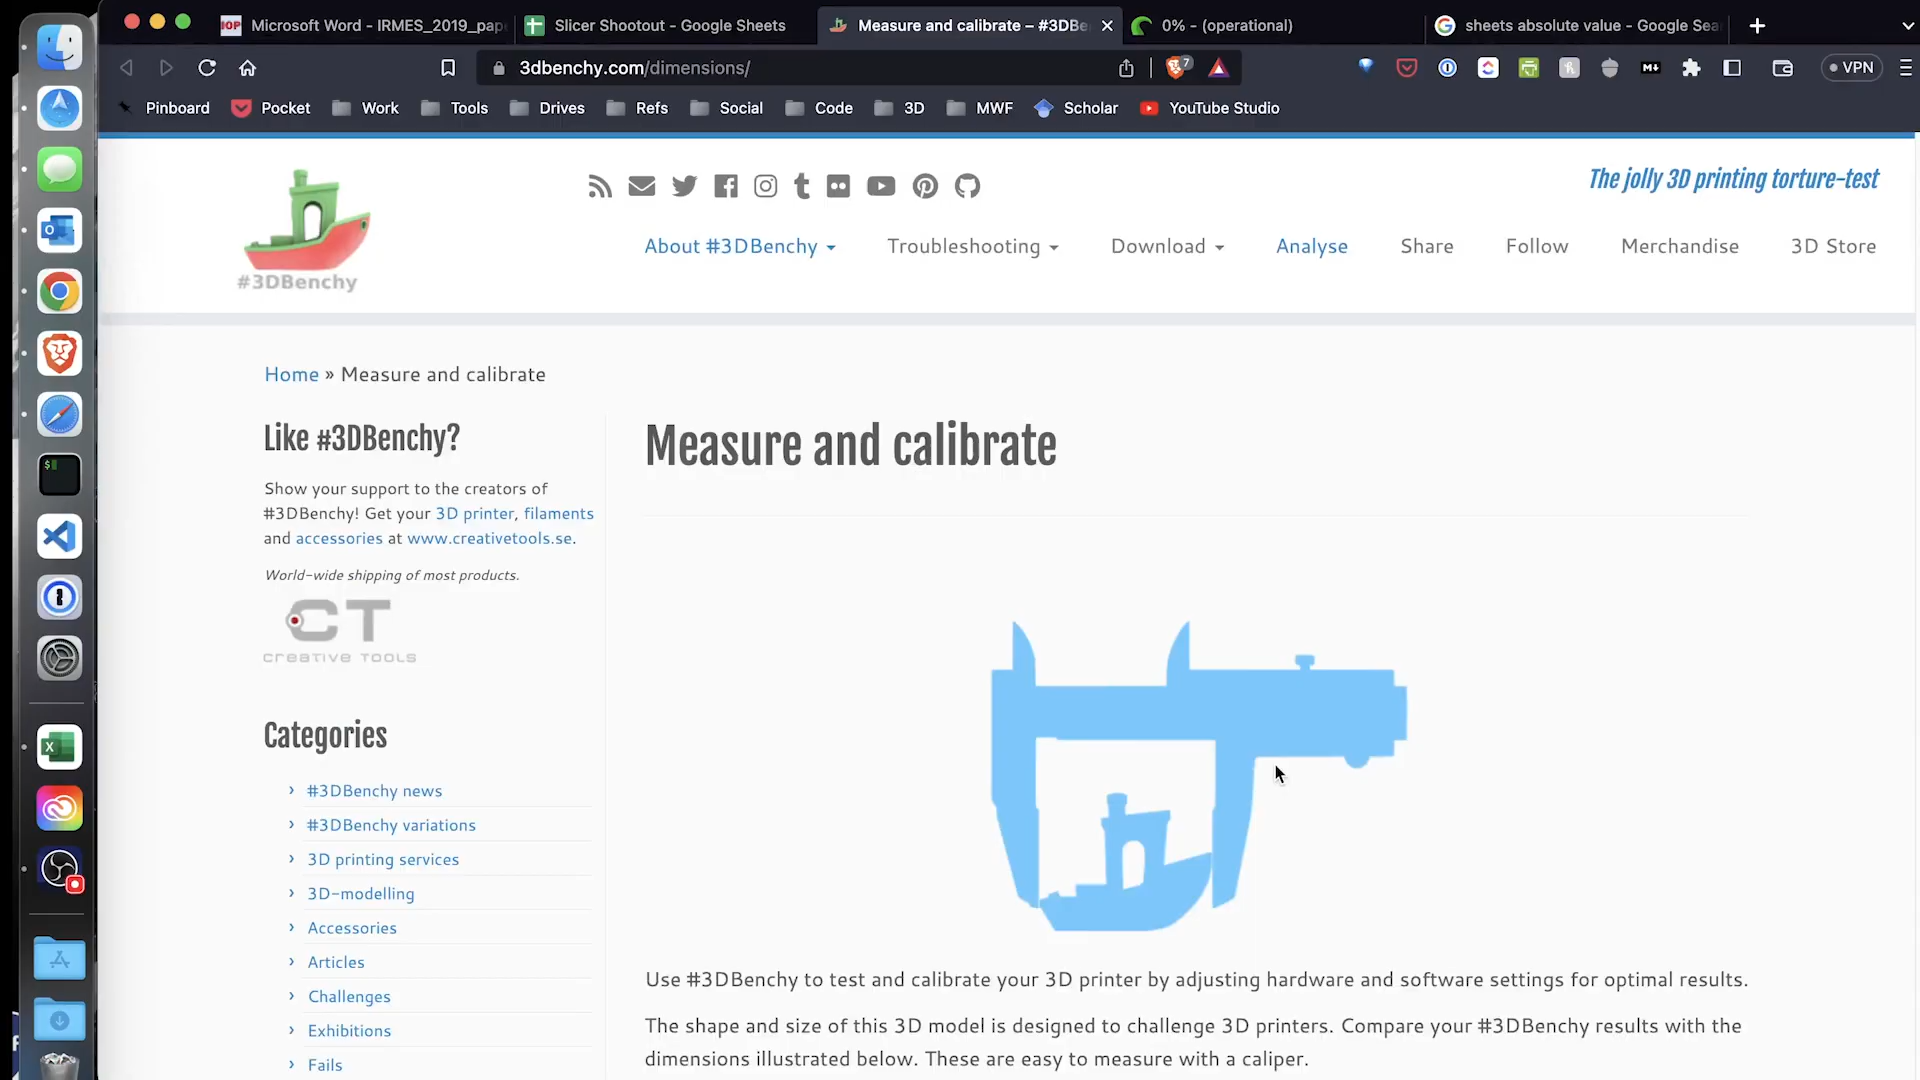 Microsoft Word - IRMES_2019_pap
Slicer Shootout - Google Sheets
Measure and calibrate – #3DBe
0% - (operational)
sheets absolute value - Google Sea
3dbenchy.com/dimensions/
7
VPN
Pinboard
Pocket
Work
Tools
Drives
Refs
Social
Code
3D
MWF
Scholar
YouTube Studio
#3DBenchy
The jolly 3D printing torture-test
About #3DBenchy
Troubleshooting
Download
Analyse
Share
Follow
Merchandise
3D Store
Home » Measure and calibrate
Like #3DBenchy?
Show your support to the creators of
#3DBenchy! Get your 3D printer, filaments
and accessories at www.creativetools.se.
World-wide shipping of most products.
CT
CREATIVE TOOLS
Categories
#3DBenchy news
#3DBenchy variations
3D printing services
3D-modelling
Accessories
Articles
Challenges
Exhibitions
Fails
Measure and calibrate
Use #3DBenchy to test and calibrate your 3D printer by adjusting hardware and software settings for optimal results.
The shape and size of this 3D model is designed to challenge 3D printers. Compare your #3DBenchy results with the
dimensions illustrated below. These are easy to measure with a caliper.